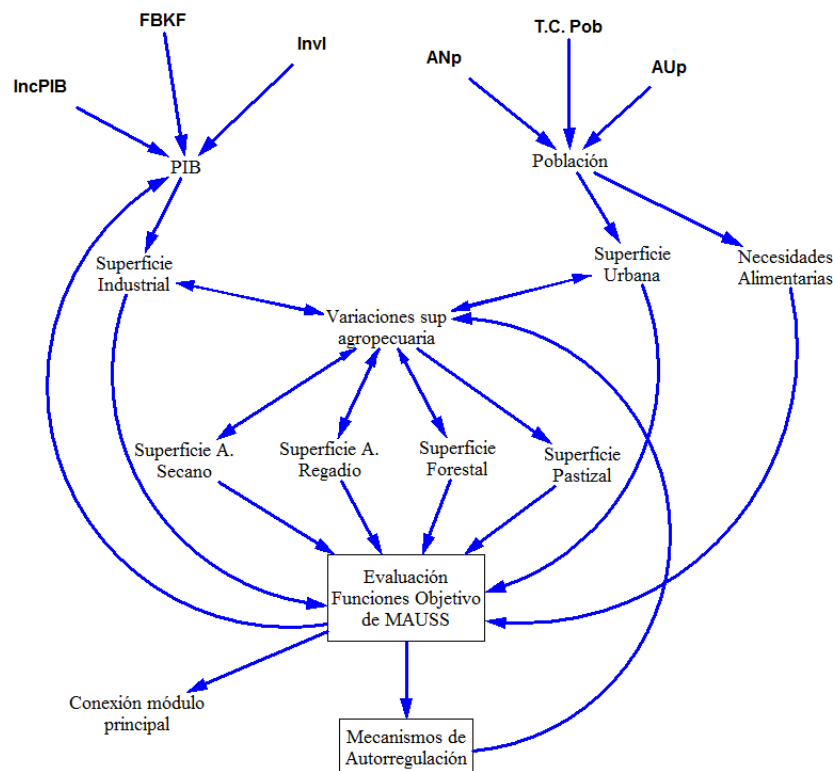 FBKF
InvI
IncPIB
T.C. Pob
ANp
AUp
PIB
Población
Superficie
Industrial
Superficie
Urbana
Necesidades
Alimentarias
Variaciones sup
agropecuaria
Superficie A.
Secano
Superficie A.
Regadío
Superficie
Forestal
Superficie
Pastizal
Evaluación
Funciones Objetivo
de MAUSS
Conexión módulo
principal
Mecanismos de
Autorregulación